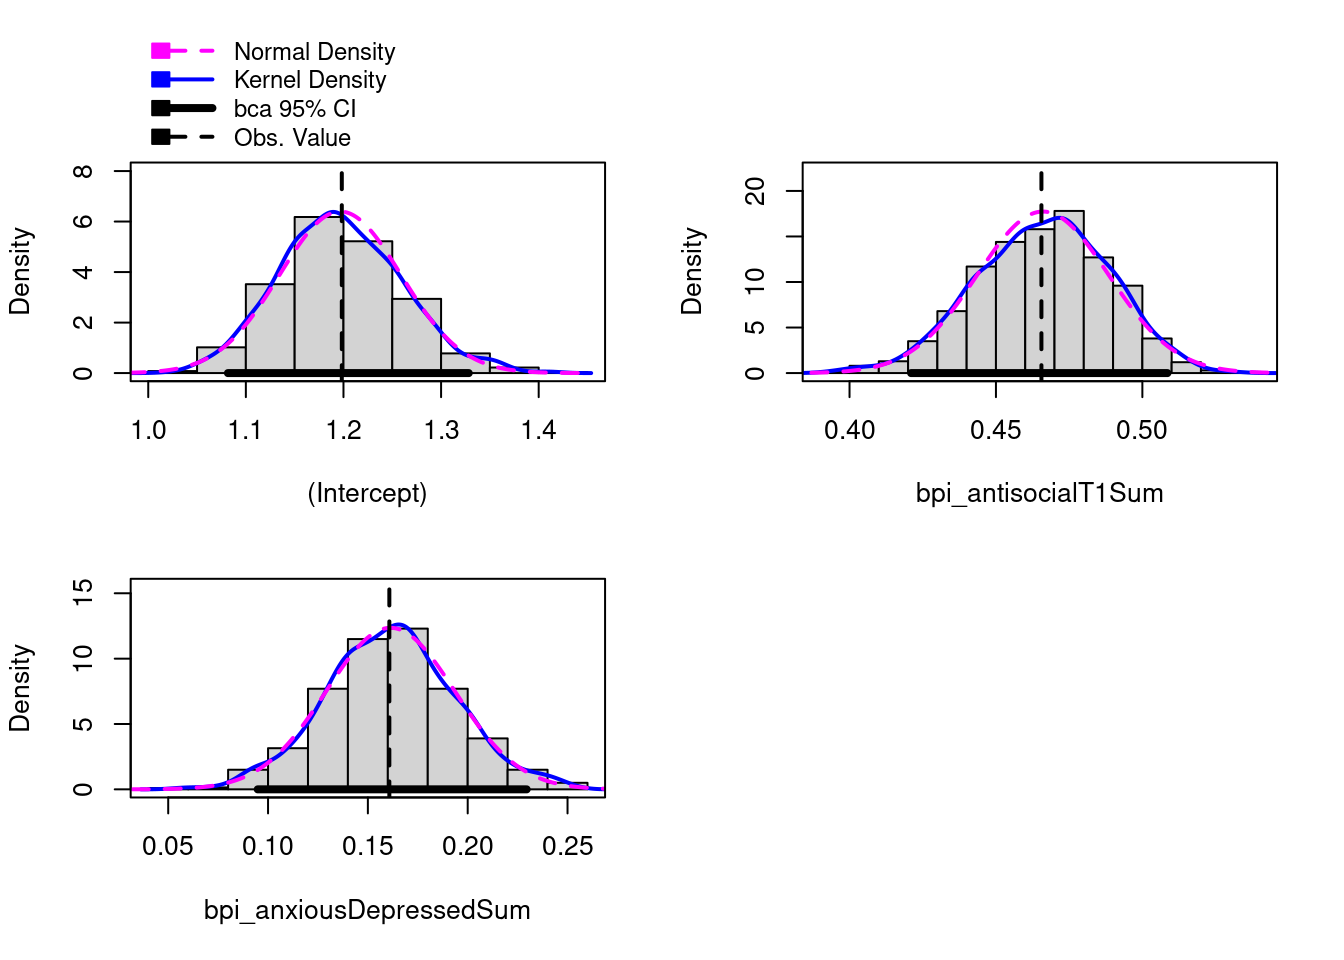 Normal Density
Kernel Density
bca 95% CI
Obs. Value
Density
8
6
4
2
0
1.0 1.1 1.2 1.3 1.4
(Intercept)
Density
20
10
5
0
0.40 0.45 0.50
bpi_antisocialT1Sum
Density
15
10
5
0
0.05 0.10 0.15 0.20 0.25
bpi_anxiousDepressedSum